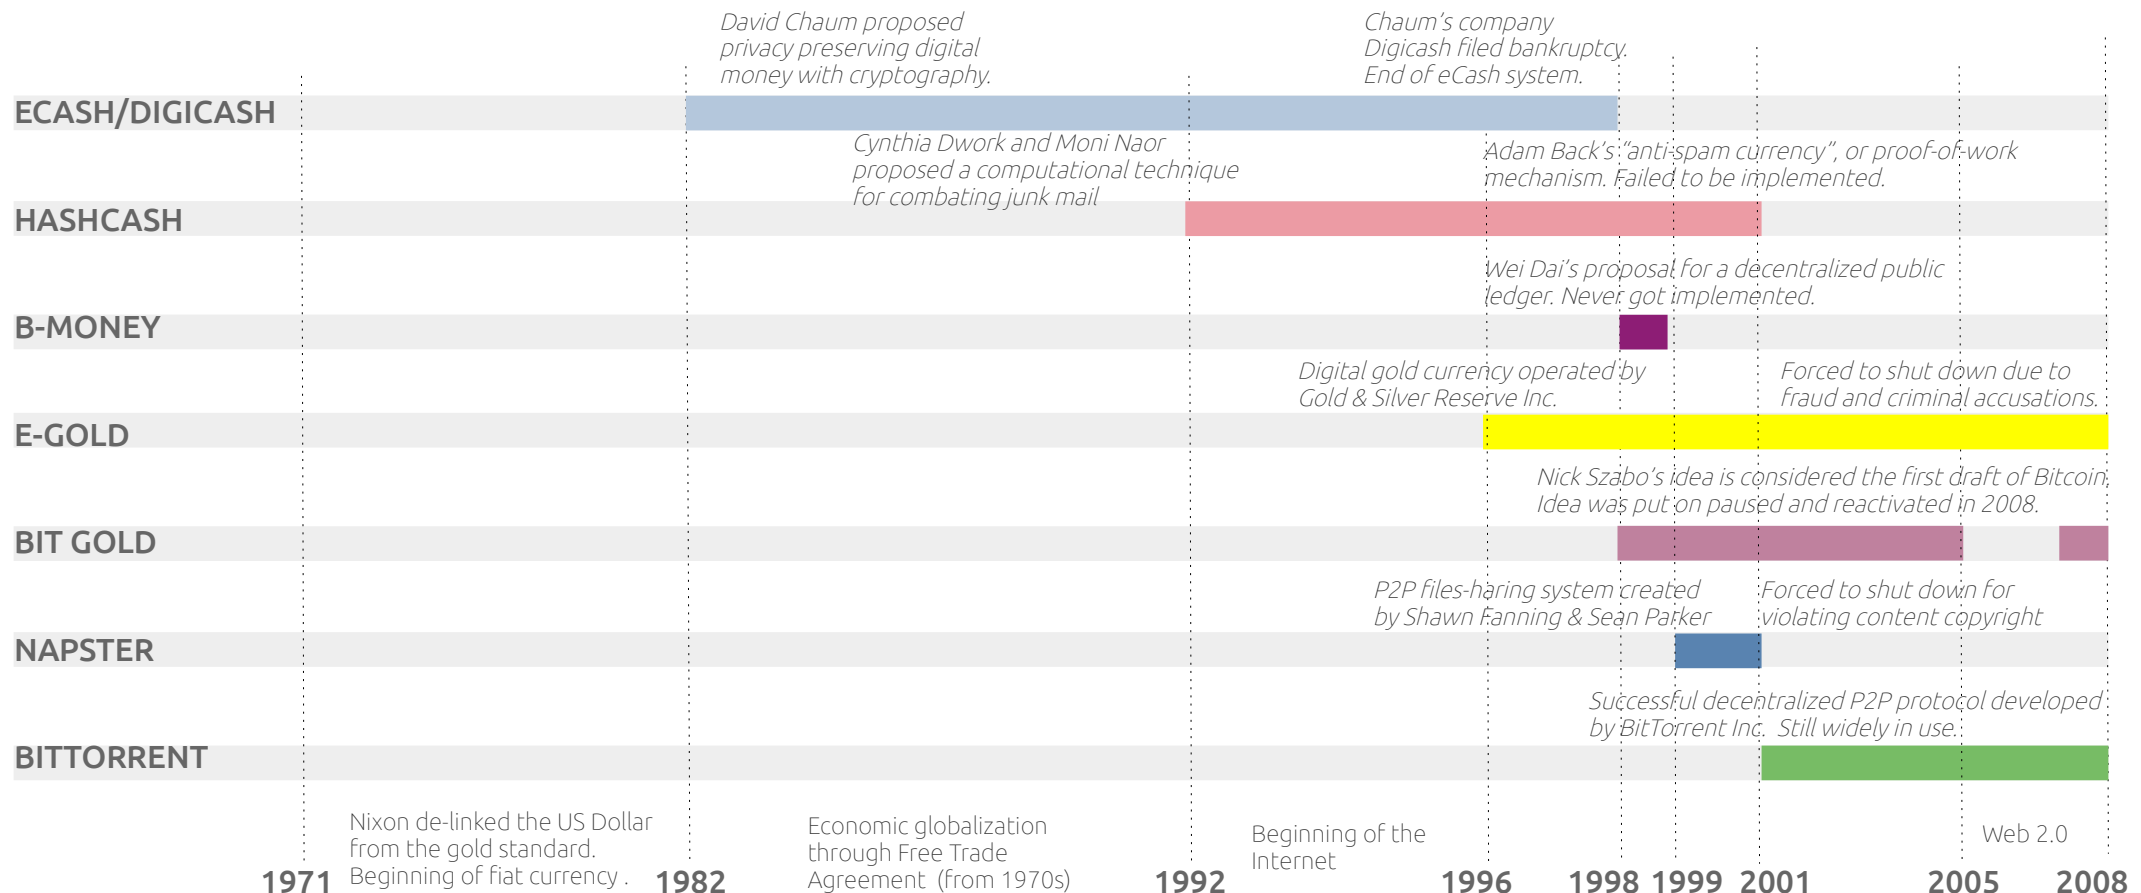 David Chaum proposed
privacy preserving digital
money with cryptography.
Chaum's company
Digicash filed bankruptcy.
End of eCash system.
ECASH/DIGICASH
Cynthia Dwork and Moni Naor
proposed a computational technique
for combating junk mail
Adam Back's "anti-spam currency", or proof-of-work
mechanism. Failed to be implemented.
HASHCASH
Wei Dai's proposal for a decentralized public
ledger. Never got implemented.
B-MONEY
Digital gold currency operated by
Gold & Silver Reserve Inc.
Forced to shut down due to
fraud and criminal accusations.
E-GOLD
Nick Szabo's idea is considered the first draft of Bitcoin.
Idea was put on paused and reactivated in 2008.
BIT GOLD
P2P files-haring system created
by Shawn Fanning & Sean Parker
Forced to shut down for
violating content copyright
NAPSTER
Successful decentralized P2P protocol developed
by BitTorrent Inc. Still widely in use.
BITTORRENT
Nixon de-linked the US Dollar
from the gold standard.
Beginning of fiat currency .
Economic globalization
through Free Trade
Agreement (from 1970s)
Beginning of the
Internet
Web 2.0
1971 1982 1992 1996 1998 1999 2001 2005 2008